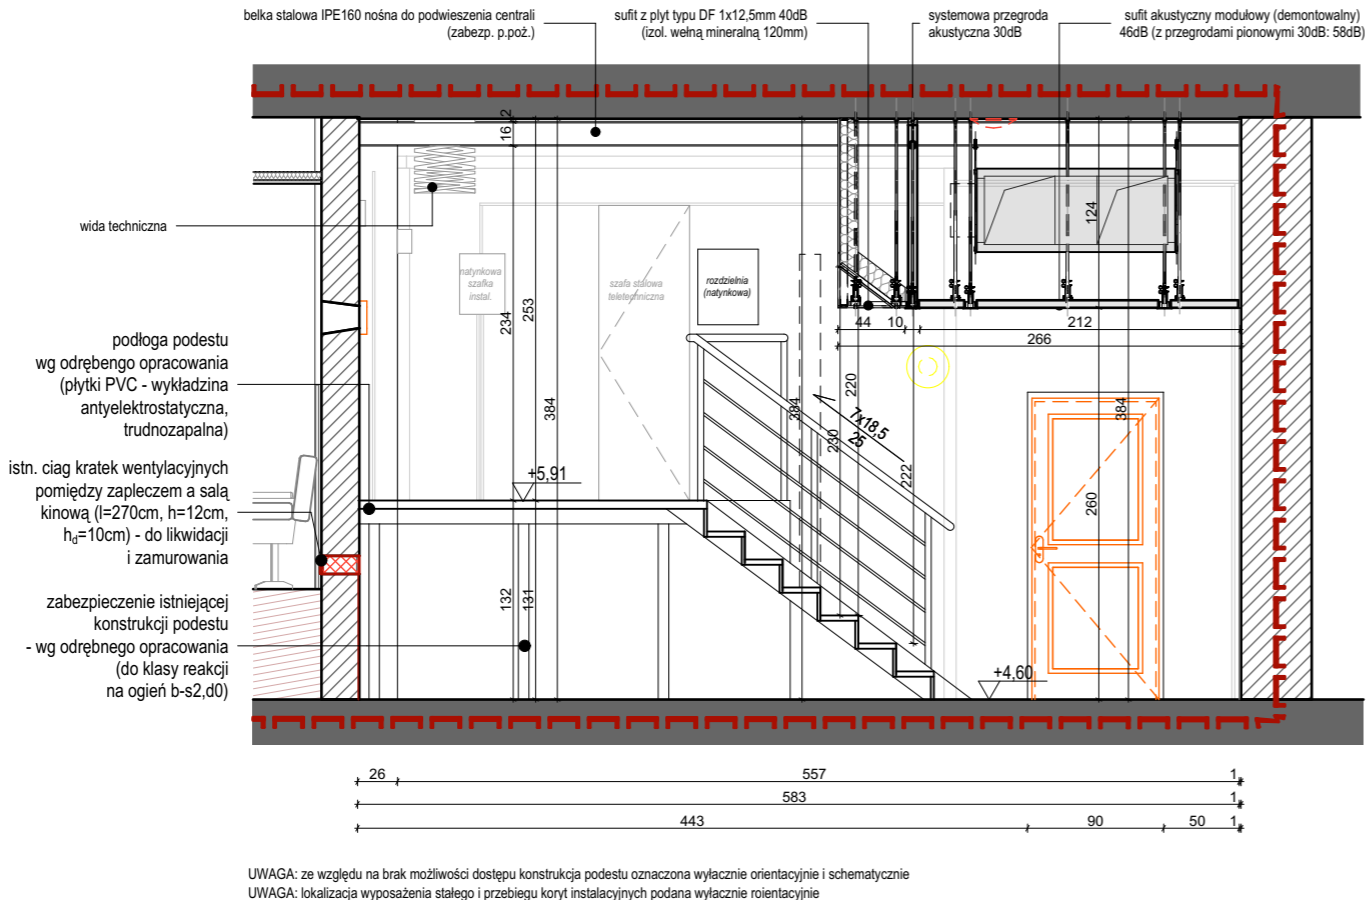 belka stalowa IPE160 nośna do podwieszenia centrali
(zabezp. p.poż.)
sufit z plyt typu DF 1x12,5mm 40dB
(izol. wełną mineralną 120mm)
systemowa przegroda
akustyczna 30dB
sufit akustyczny modułowy (demontowalny)
46dB (z przegrodami pionowymi 30dB: 58dB)
2
16
wida techniczna
124
natynkowa
szafka
instal.
szafa stalowa
teletechniczna
rozdzielnia
(natynkowa)
234
253
44
10
212
266
podłoga podestu
wg odrębengo opracowania
(płytki PVC - wykładzina
antyelektrostatyczna,
trudnozapalna)
384
384
220
230
7x18,5
25
222
384
260
istn. ciag kratek wentylacyjnych
pomiędzy zapleczem a salą
kinową (l=270cm, h=12cm,
hd=10cm) - do likwidacji
i zamurowania
+5,91
zabezpieczenie istniejącej
konstrukcji podestu
- wg odrębnego opracowania
(do klasy reakcji
na ogień b-s2,d0)
132
131
+4,60
26
557
1
583
1
443
90
50
1
UWAGA: ze względu na brak możliwości dostępu konstrukcja podestu oznaczona wyłacznie orientacyjnie i schematycznie
UWAGA: lokalizacja wyposażenia stałego i przebiegu koryt instalacyjnych podana wyłacznie roientacyjnie